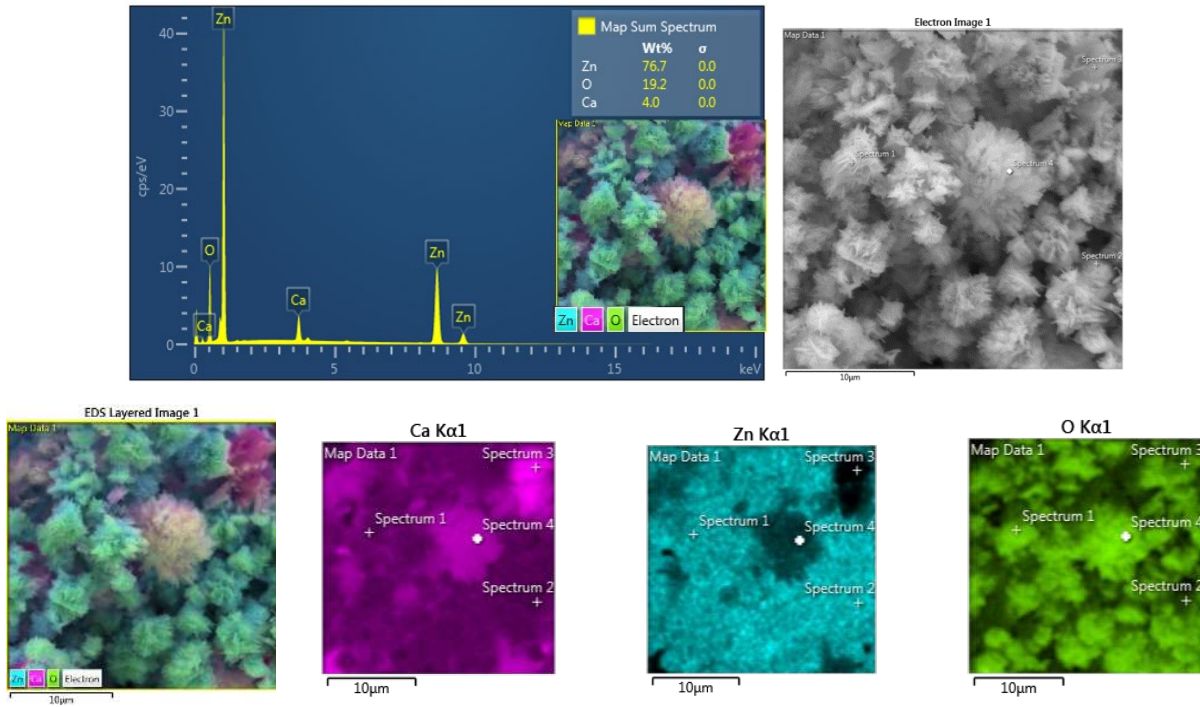 Map Sum Spectrum
Wt% σ
Zn 76.7 0.0
O 19.2 0.0
Ca 4.0 0.0
cps/eV
40
30
20
10
0
Zn
O
Ca
Ca
Zn
Zn
0 5 10 15 keV
Map Data 1
Zn Ca O Electron
Electron Image 1
Map Data 1
Spectrum 3
Spectrum 1
Spectrum 4
Spectrum 2
10µm
EDS Layered Image 1
Map Data 1
Zn Ca O Electron
10µm
Ca Kα1
Map Data 1
Spectrum 3
Spectrum 1
Spectrum 4
Spectrum 2
10µm
Zn Kα1
Map Data 1
Spectrum 3
Spectrum 1
Spectrum 4
Spectrum 2
10µm
O Kα1
Map Data 1
Spectrum 3
Spectrum 1
Spectrum 4
Spectrum 2
10µm